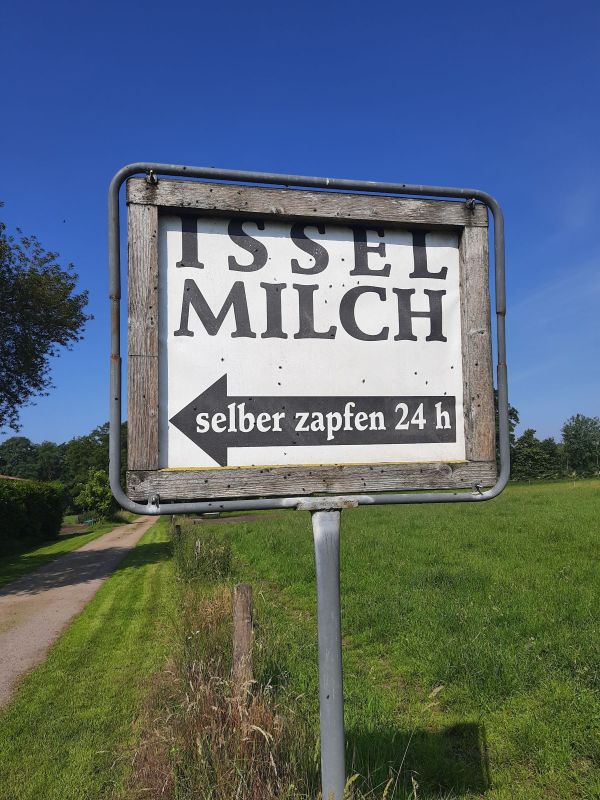 ISSEL
MILCH
selber zapfen 24 h